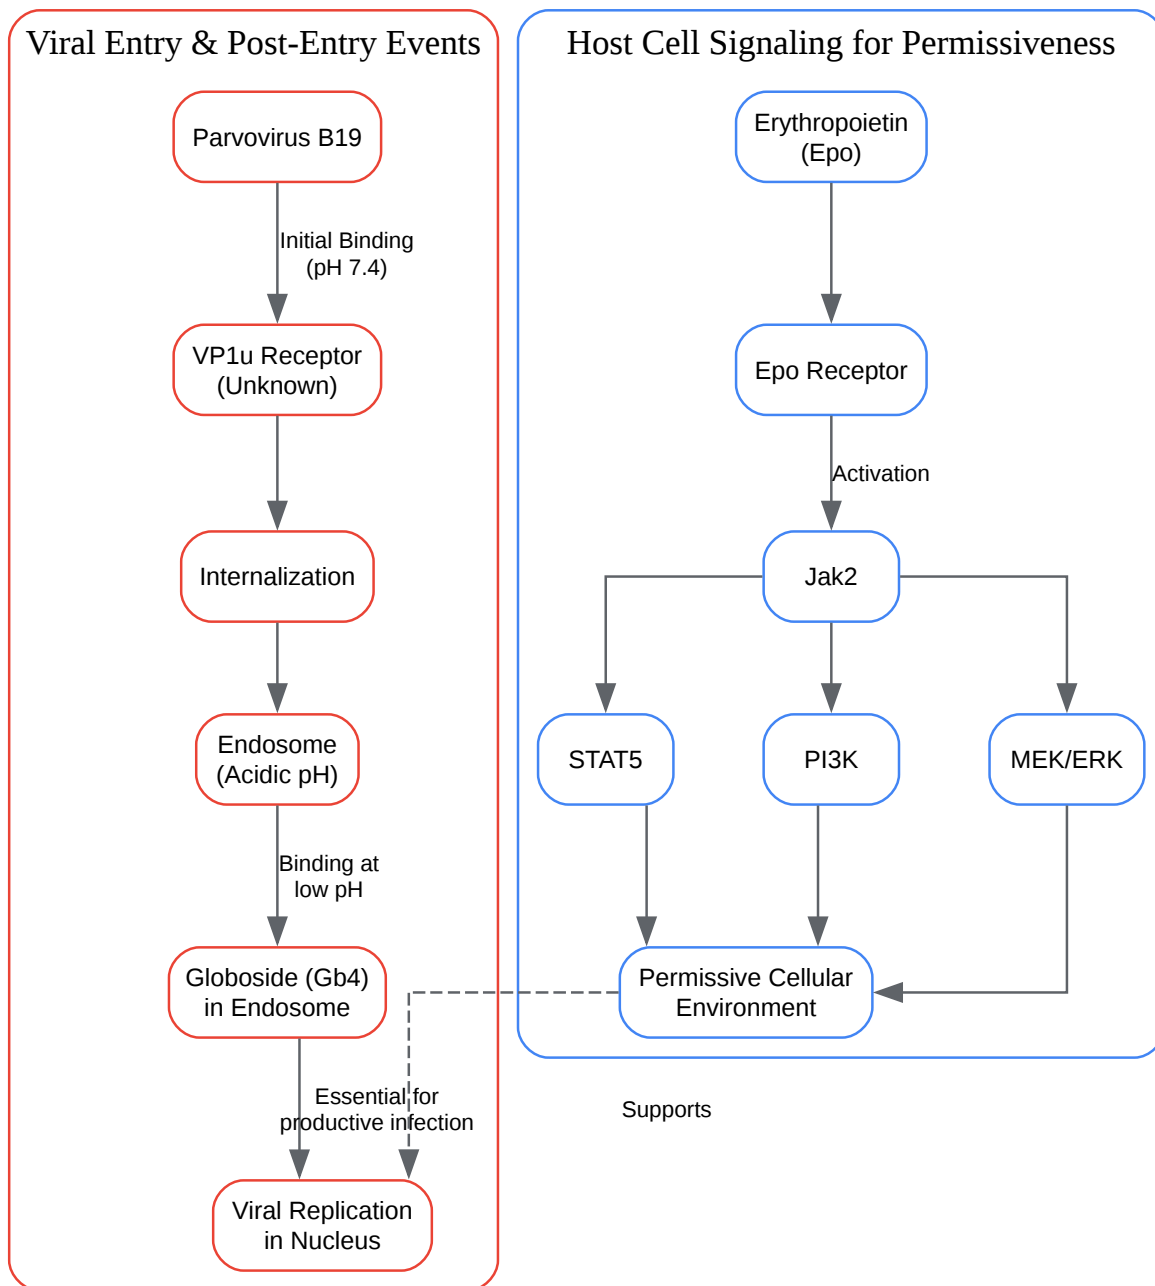 Viral Entry & Post-Entry Events
Parvovirus B19
Initial Binding
(pH 7.4)
VP1u Receptor
(Unknown)
Internalization
Endosome
(Acidic pH)
Binding at
low pH
Globoside (Gb4)
in Endosome
Essential for
productive infection
Viral Replication
in Nucleus
Host Cell Signaling for Permissiveness
Erythropoietin
(Epo)
Epo Receptor
Activation
Jak2
STAT5
PI3K
MEK/ERK
Permissive Cellular
Environment
Supports